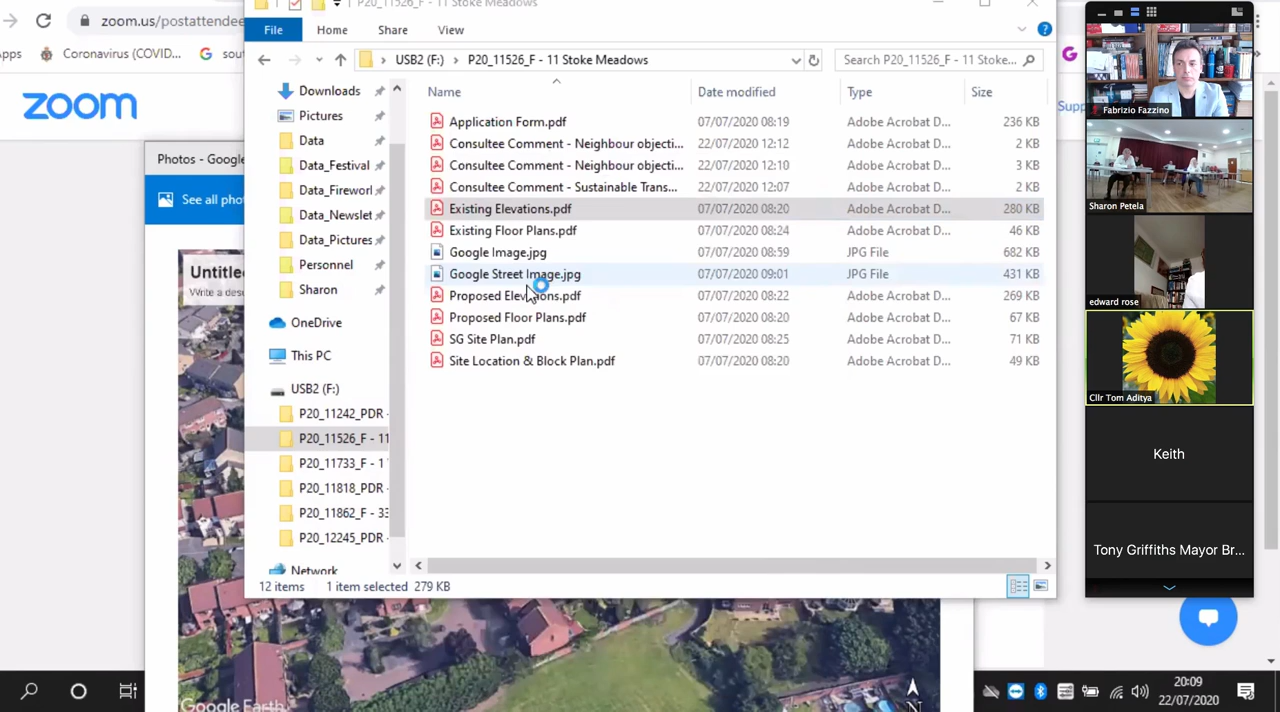 P20_11526_F - 11 Stoke Meadows
zoom.us/postattendee
Apps
Coronavirus (COVID...
G sout
File Home Share View
USB2 (F:) > P20_11526_F - 11 Stoke Meadows
Search P20_11526_F - 11 Stoke...
zoom
Supp
Photos - Google
See all phot
Untitle
Write a desc
Google Earth
N
Downloads
Pictures
Data
Data_Festival
Data_Firework
Data_Newslet
Data_Pictures
Personnel
Sharon
OneDrive
This PC
USB2 (F:)
P20_11242_PDR -
P20_11526_F - 11
P20_11733_F - 1
P20_11818_PDR -
P20_11862_F - 33
P20_12245_PDR -
Network
Name Date modified Type Size
Application Form.pdf 07/07/2020 08:19 Adobe Acrobat D... 236 KB
Consultee Comment - Neighbour objecti... 22/07/2020 12:12 Adobe Acrobat D... 2 KB
Consultee Comment - Neighbour objecti... 22/07/2020 12:10 Adobe Acrobat D... 3 KB
Consultee Comment - Sustainable Trans... 22/07/2020 12:07 Adobe Acrobat D... 2 KB
Existing Elevations.pdf 07/07/2020 08:20 Adobe Acrobat D... 280 KB
Existing Floor Plans.pdf 07/07/2020 08:24 Adobe Acrobat D... 46 KB
Google Image.jpg 07/07/2020 08:59 JPG File 682 KB
Google Street Image.jpg 07/07/2020 09:01 JPG File 431 KB
Proposed Elevations.pdf 07/07/2020 08:22 Adobe Acrobat D... 269 KB
Proposed Floor Plans.pdf 07/07/2020 08:20 Adobe Acrobat D... 67 KB
SG Site Plan.pdf 07/07/2020 08:25 Adobe Acrobat D... 71 KB
Site Location & Block Plan.pdf 07/07/2020 08:20 Adobe Acrobat D... 49 KB
12 items 1 item selected 279 KB
Fabrizio Fazzino
Sharon Petela
edward rose
Cllr Tom Aditya
Keith
Tony Griffiths Mayor Br...
20:09
22/07/2020